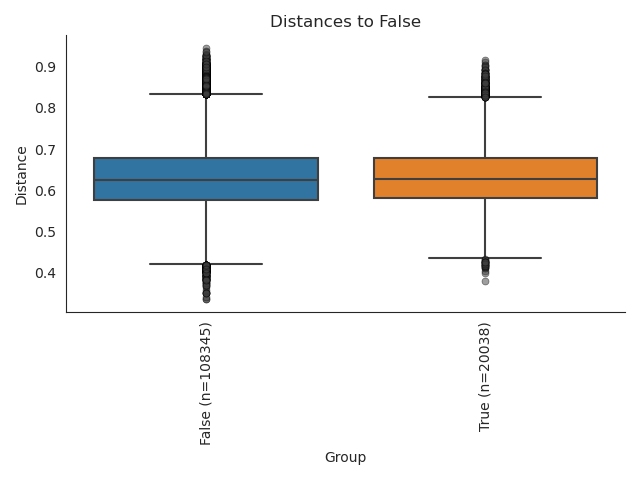 Distances to False
0.9
0.8
0.7
0.6
0.5
0.4
Distance
False (n=108345)
True (n=20038)
Group